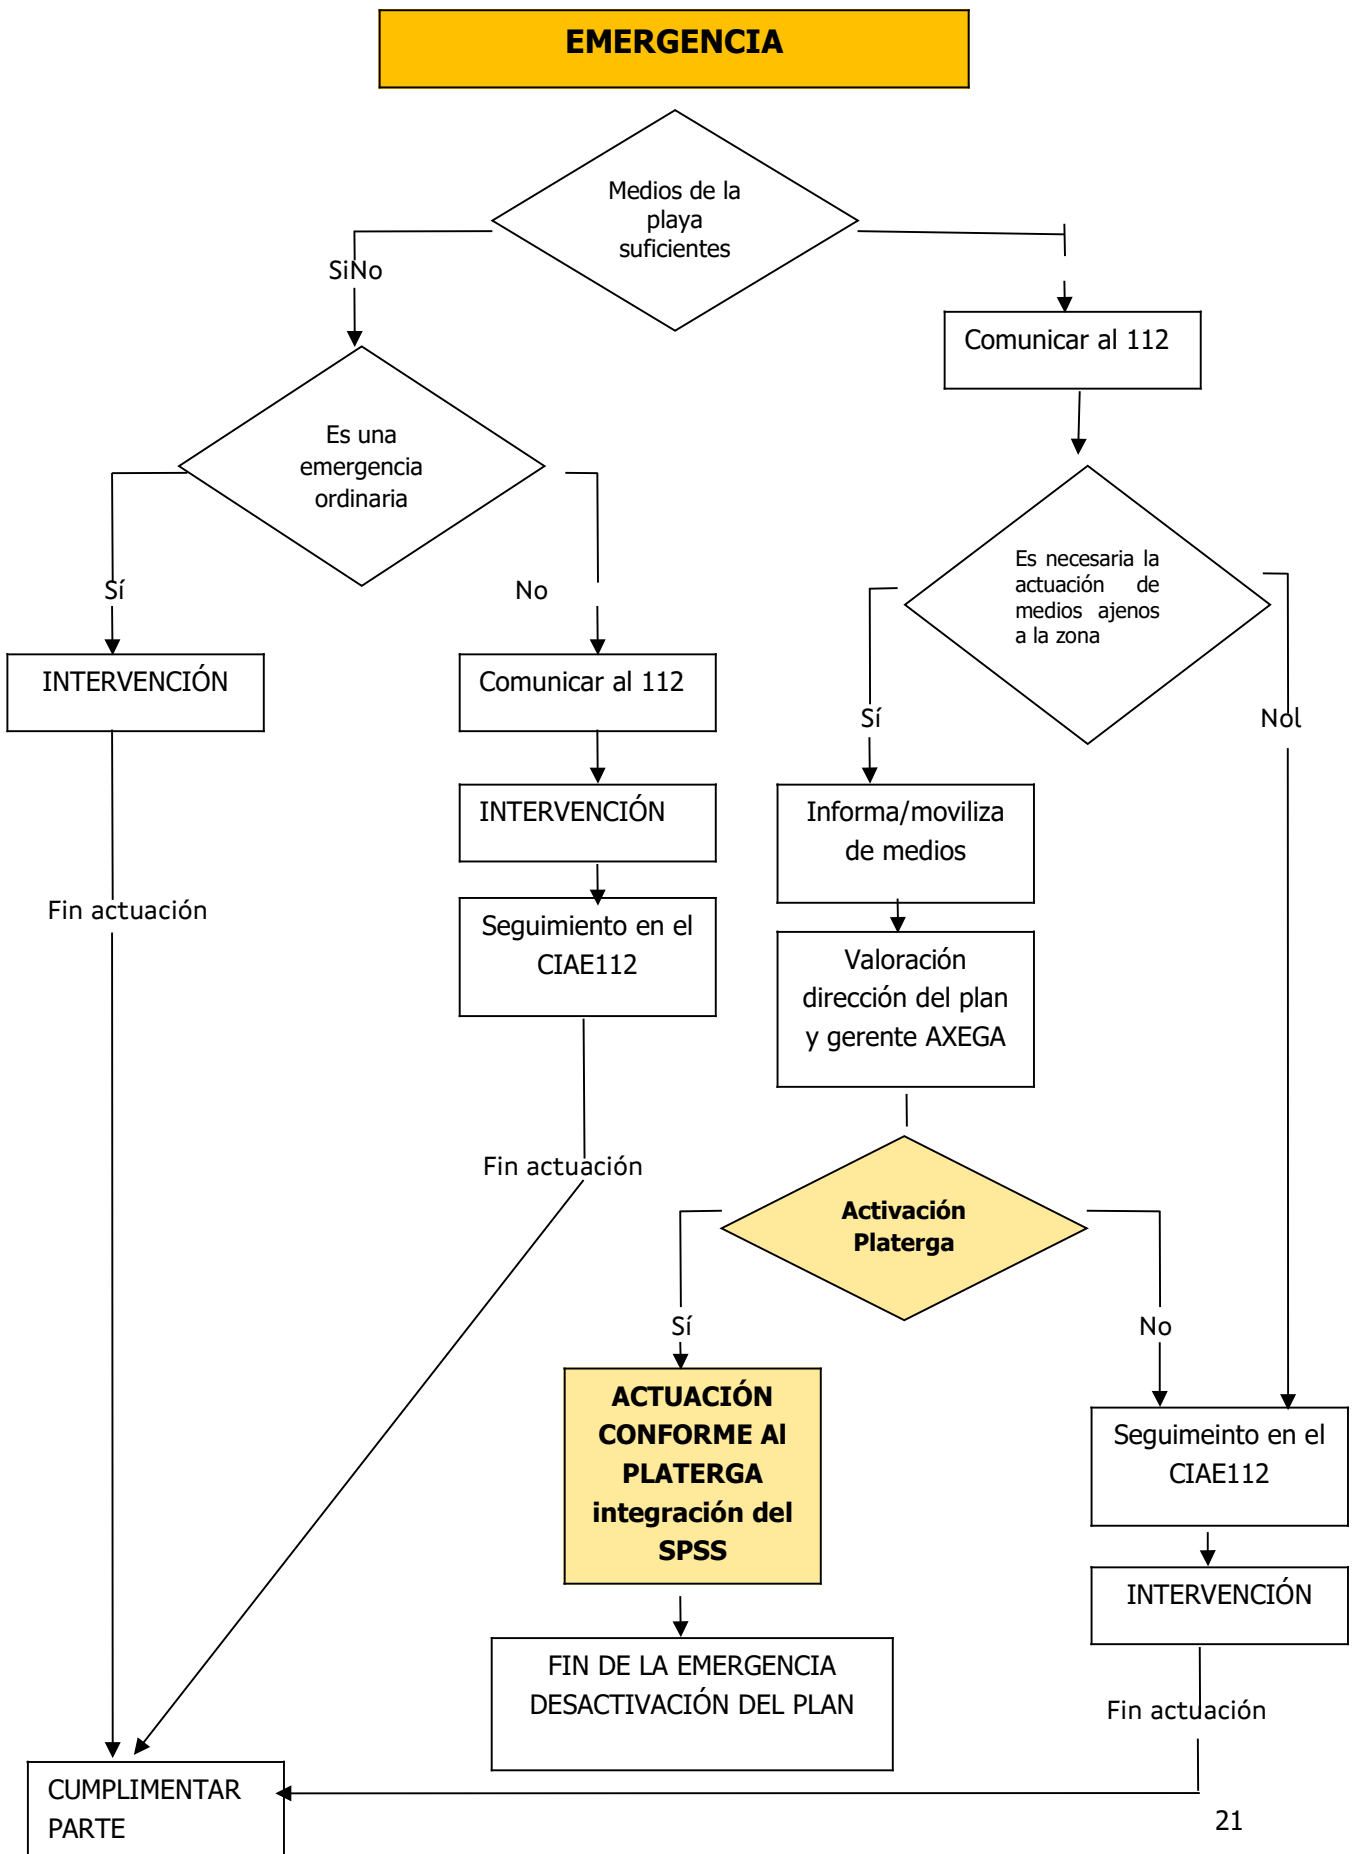 EMERGENCIA
Medios de la
playa
suficientes
SiNo
Comunicar al 112
Es una
emergencia
ordinaria
Es necesaria la
actuación de
medios ajenos
a la zona
Sí
No
INTERVENCIÓN
Comunicar al 112
Sí
Nol
INTERVENCIÓN
Informa/moviliza
de medios
Fin actuación
Seguimiento en el
CIAE112
Valoración
dirección del plan
y gerente AXEGA
Fin actuación
Activación
Platerga
Sí
No
ACTUACIÓN
CONFORME Al
PLATERGA
integración del
SPSS
Seguimeinto en el
CIAE112
INTERVENCIÓN
FIN DE LA EMERGENCIA
DESACTIVACIÓN DEL PLAN
Fin actuación
CUMPLIMENTAR
PARTE
21